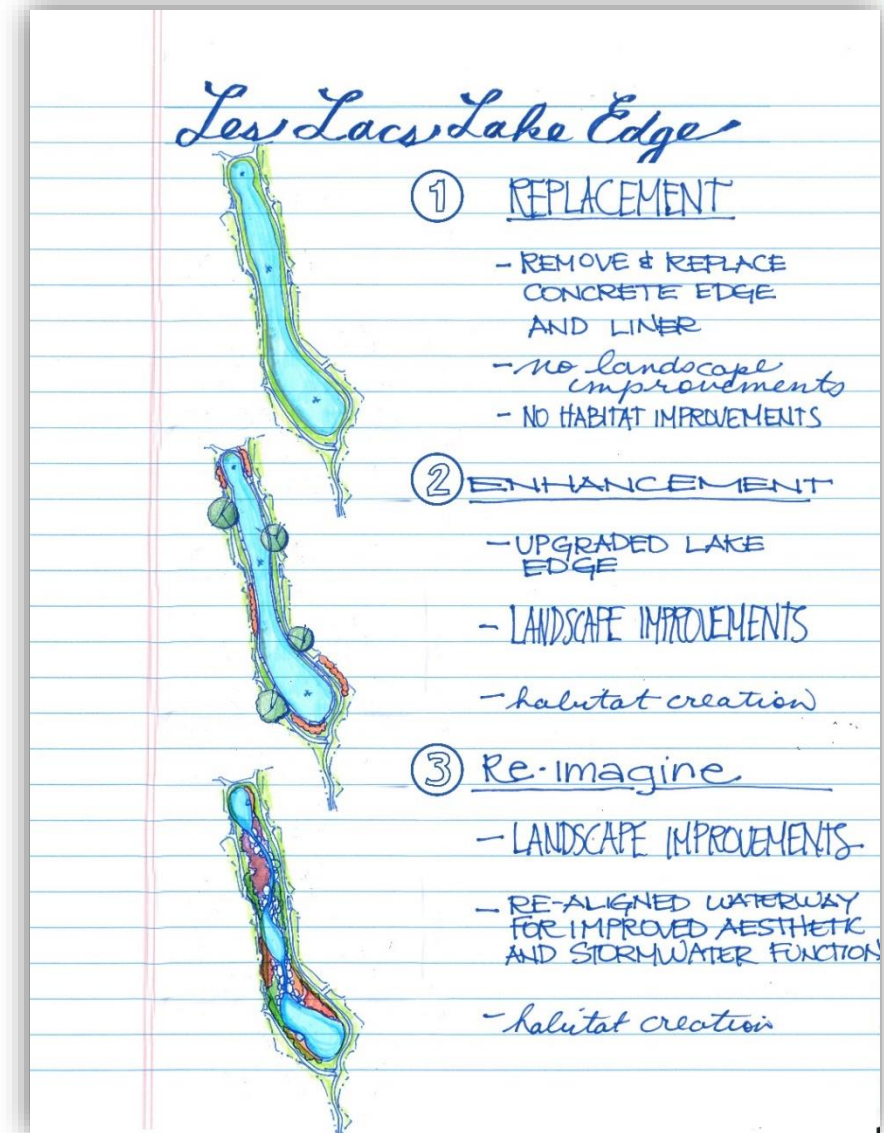 Les Lacs Lake Edge
① REPLACEMENT
- REMOVE & REPLACE
CONCRETE EDGE
AND LINER
- no landscape
improvements
- NO HABITAT IMPROVEMENTS
② ENHANCEMENT
- UPGRADED LAKE
EDGE
- LANDSCAPE IMPROVEMENTS
- habitat creation
③ Re-Imagine
- LANDSCAPE IMPROVEMENTS
- RE-ALIGNED WATERWAY
FOR IMPROVED AESTHETIC
AND STORMWATER FUNCTION
- habitat creation